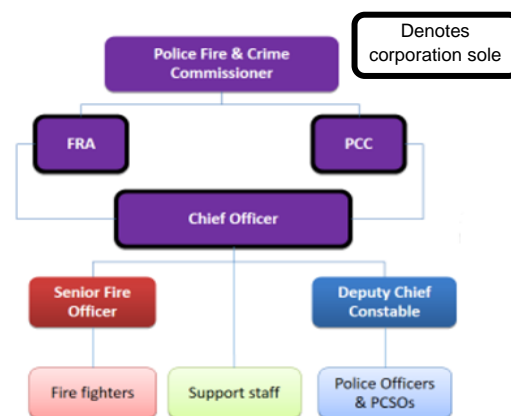 Denotes
corporation sole
Police Fire & Crime
Commissioner
FRA
PCC
Chief Officer
Senior Fire
Officer
Deputy Chief
Constable
Fire fighters
Support staff
Police Officers
& PCSOs